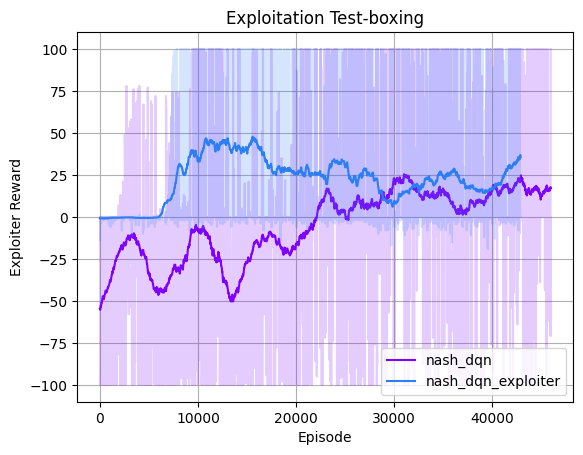 Exploitation Test-boxing
Exploiter Reward
100
75
50
25
0
−25
−50
−75
−100
0
10000
20000
30000
40000
Episode
nash_dqn
nash_dqn_exploiter